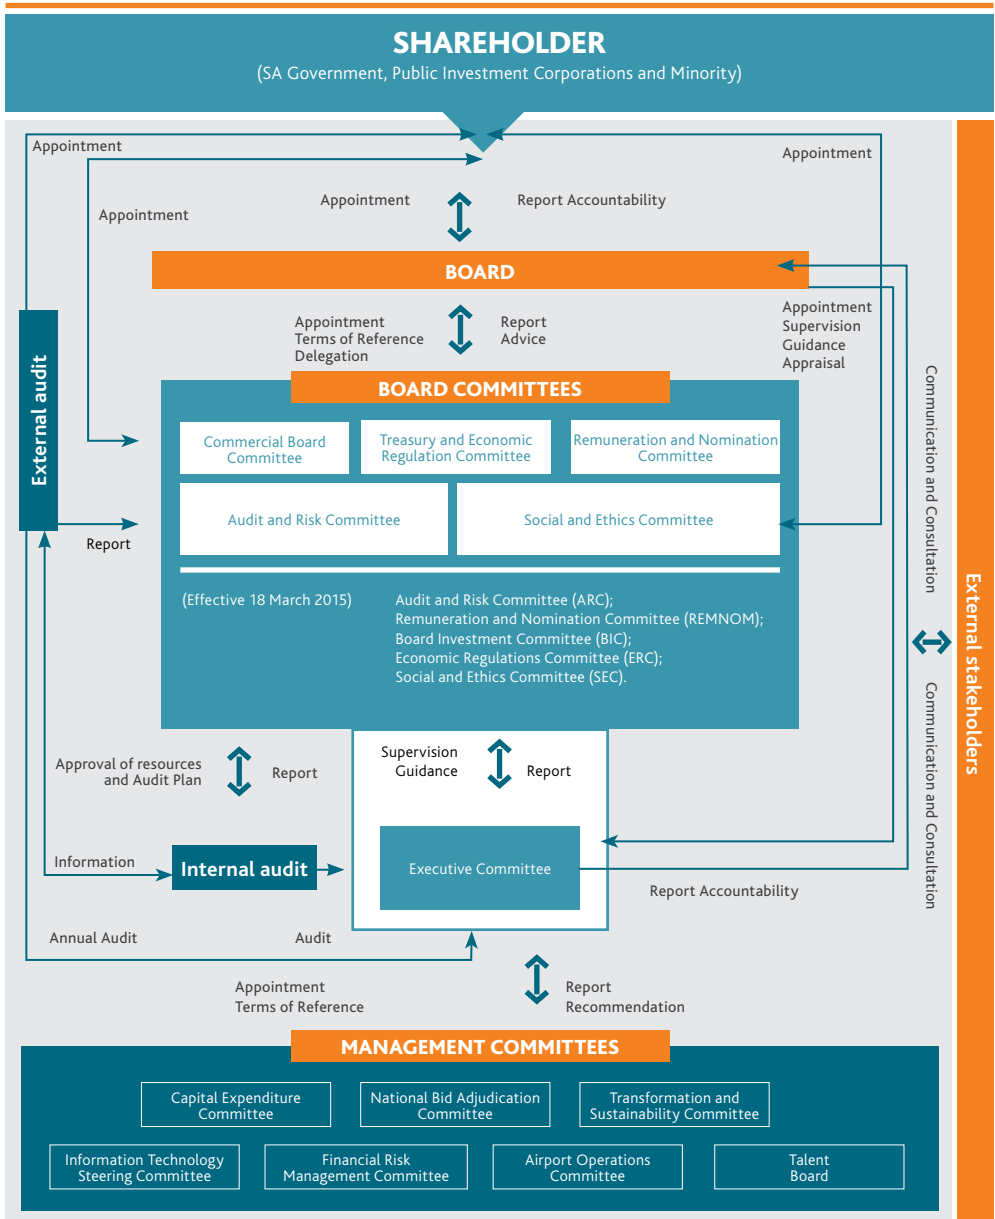 SHAREHOLDER
(SA Government, Public Investment Corporations and Minority)
Appointment
Appointment
Appointment
Appointment
Report Accountability
BOARD
Appointment
Terms of Reference
Delegation
Report
Advice
Appointment
Supervision
Guidance
Appraisal
External audit
BOARD COMMITTEES
Commercial Board
Committee
Treasury and Economic
Regulation Committee
Remuneration and Nomination
Committee
Audit and Risk Committee
Social and Ethics Committee
Report
Communication and Consultation
External stakeholders
(Effective 18 March 2015)
Audit and Risk Committee (ARC);
Remuneration and Nomination Committee (REMNOM);
Board Investment Committee (BIC);
Economic Regulations Committee (ERC);
Social and Ethics Committee (SEC).
Communication and Consultation
Approval of resources
and Audit Plan
Report
Supervision
Guidance
Report
Information
Internal audit
Executive Committee
Report Accountability
Annual Audit
Audit
Appointment
Terms of Reference
Report
Recommendation
MANAGEMENT COMMITTEES
Capital Expenditure
Committee
National Bid Adjudication
Committee
Transformation and
Sustainability Committee
Information Technology
Steering Committee
Financial Risk
Management Committee
Airport Operations
Committee
Talent
Board